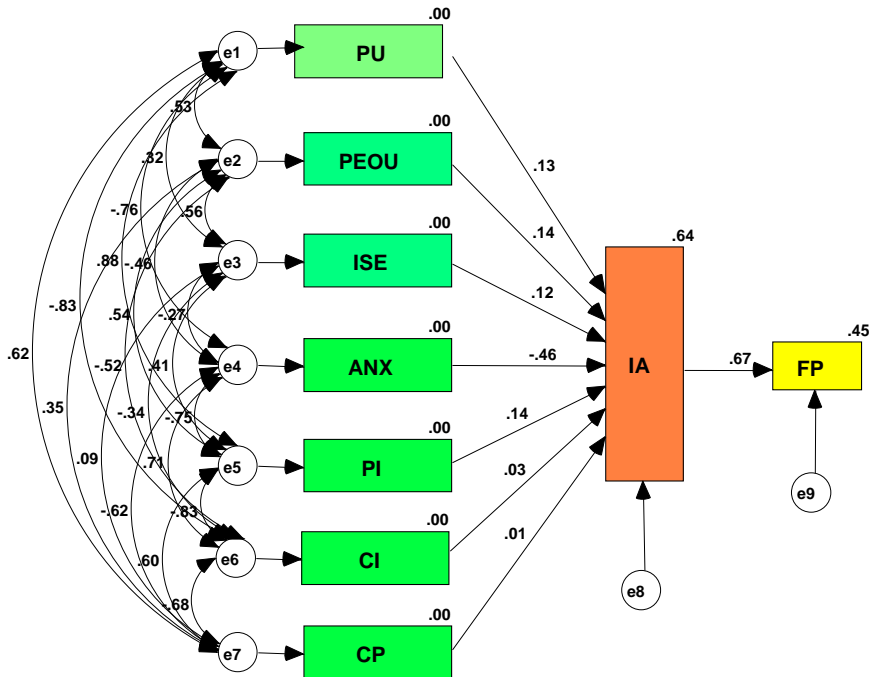 .00
e1
PU
.53
.00
e2
PEOU
.32
.13
-.76
.56
.00
.14
.64
e3
ISE
.88
-.46
.12
-.83
.54
-.27
.00
.45
.62
-.52
.41
e4
ANX
-.46
IA
.67
FP
.35
-.34
-.75
.00
.14
.09
.71
e5
PI
.03
e9
-.62
-.83
.00
.01
.60
e6
CI
e8
-.68
.00
e7
CP